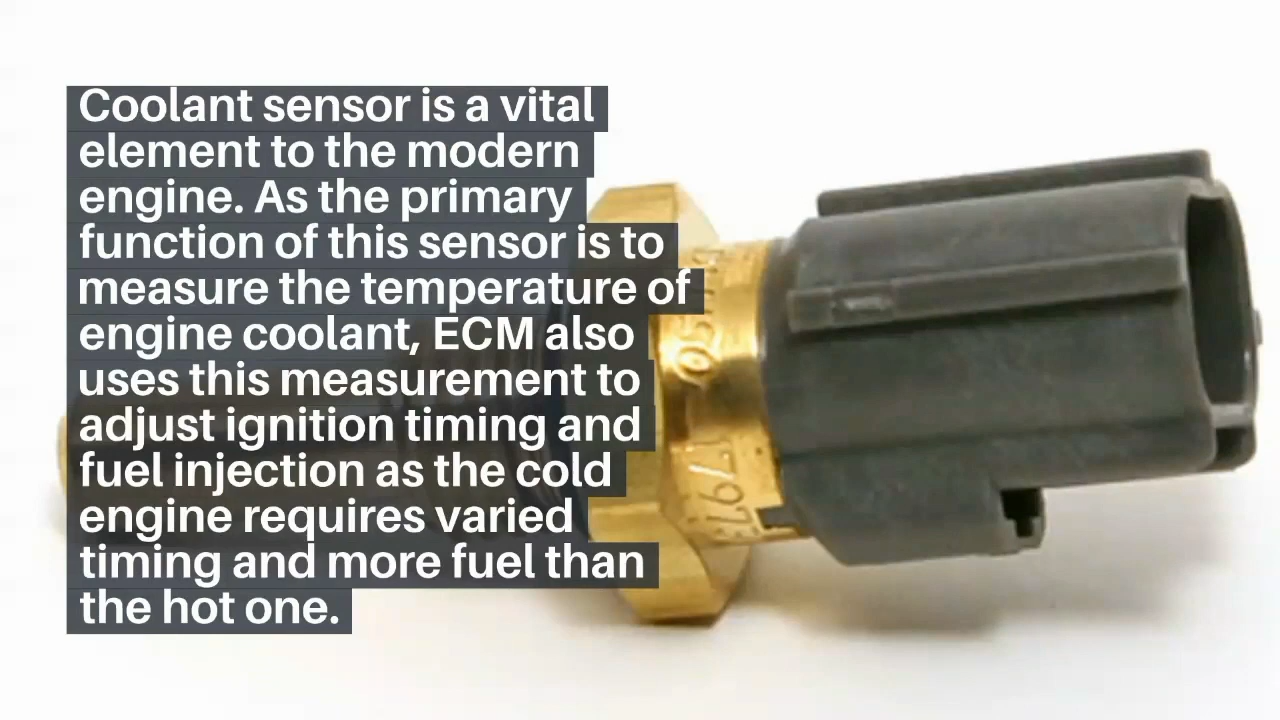 Coolant sensor is a vital
element to the modern
engine. As the primary
function of this sensor is to
measure the temperature of
engine coolant, ECM also
uses this measurement to
adjust ignition timing and
fuel injection as the cold
engine requires varied
timing and more fuel than
the hot one.